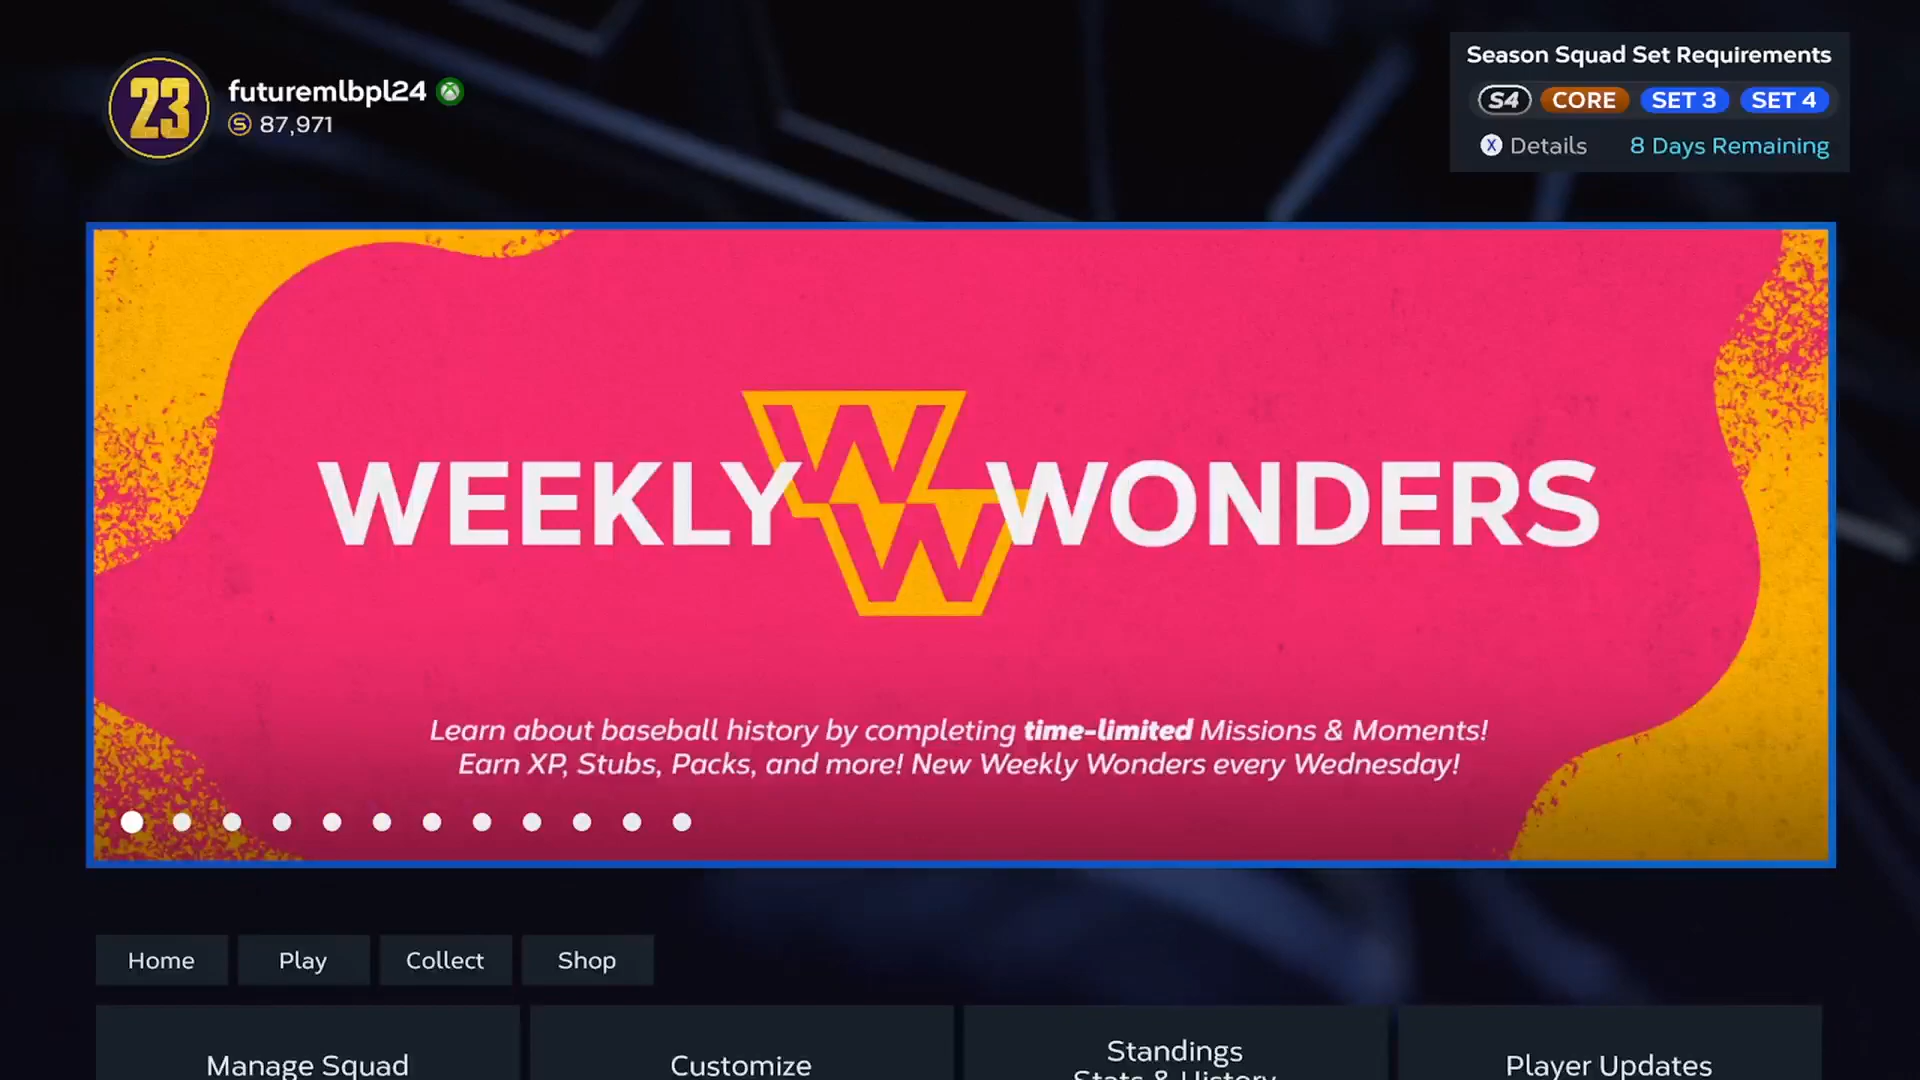 23
futuremlbpl24
S 87,971
Season Squad Set Requirements
S4 CORE SET 3 SET 4
X Details 8 Days Remaining
W
WEEKLY WONDERS
W
Learn about baseball history by completing time-limited Missions & Moments!
Earn XP, Stubs, Packs, and more! New Weekly Wonders every Wednesday!
Home Play Collect Shop
Manage Squad Customize Standings Player Updates
Stats & History